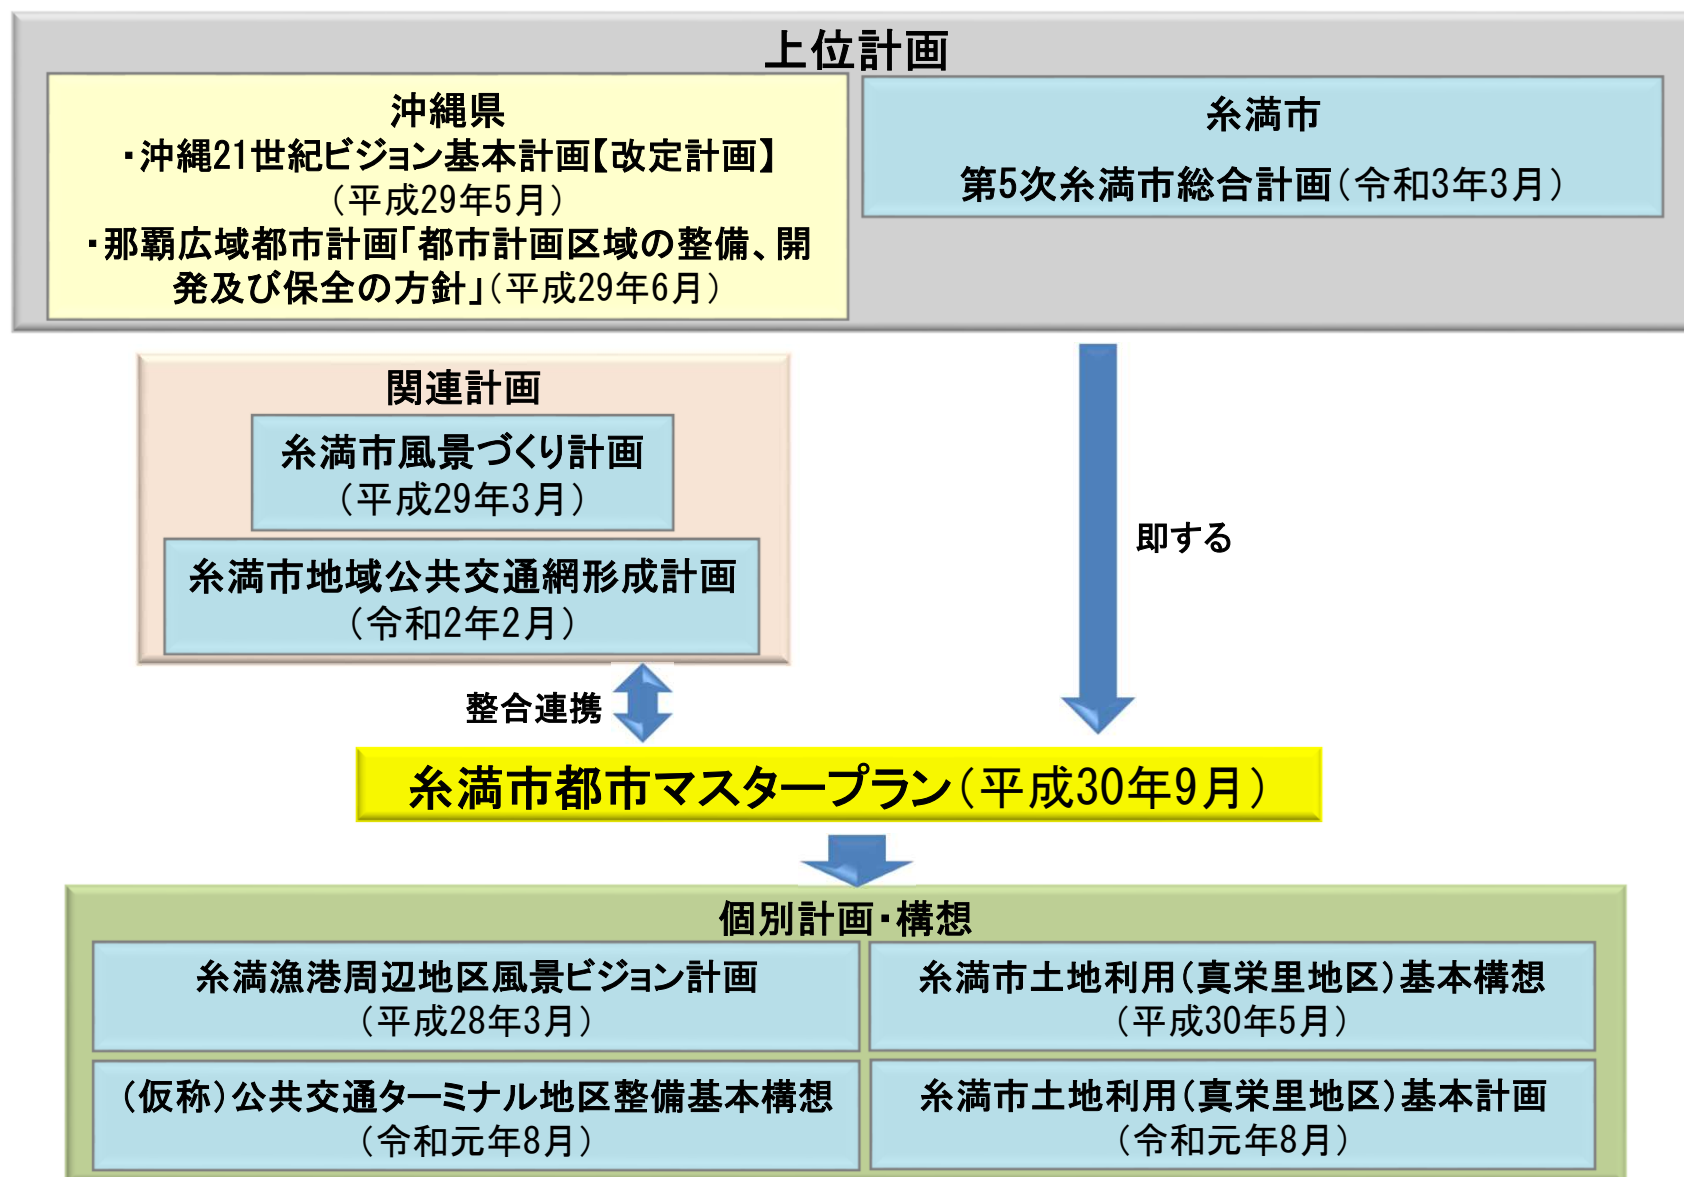 上位計画
沖縄県
・沖縄21世紀ビジョン基本計画【改定計画】
（平成29年5月）
・那覇広域都市計画「都市計画区域の整備、開
発及び保全の方針」（平成29年6月）
糸満市
第5次糸満市総合計画（令和3年3月）
関連計画
糸満市風景づくり計画
（平成29年3月）
糸満市地域公共交通網形成計画
（令和2年2月）
即する
整合連携
糸満市都市マスタープラン（平成30年9月）
個別計画・構想
糸満漁港周辺地区風景ビジョン計画
（平成28年3月）
糸満市土地利用（真栄里地区）基本構想
（平成30年5月）
（仮称）公共交通ターミナル地区整備基本構想
（令和元年8月）
糸満市土地利用（真栄里地区）基本計画
（令和元年8月）